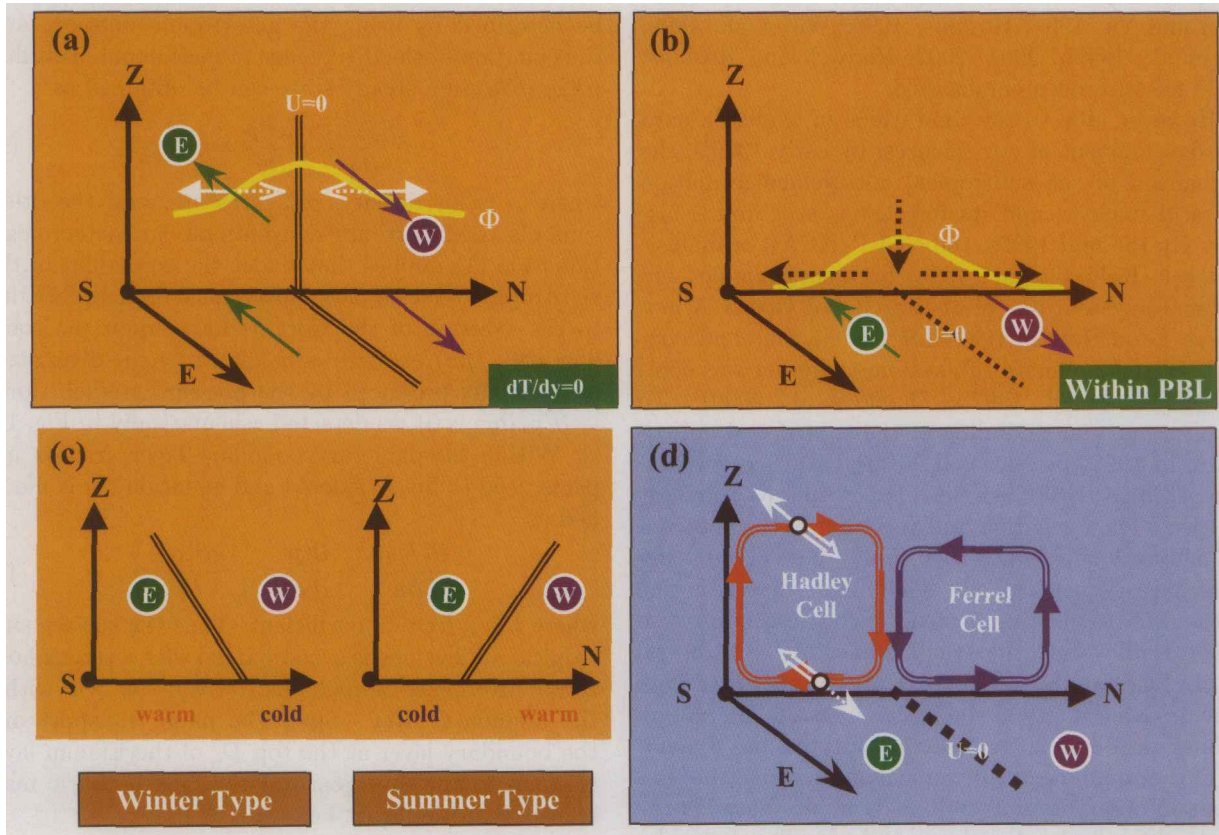 (a)
Z
U=0
E
W
Φ
S
N
E
dT/dy=0
(b)
Z
Φ
S
N
E
U=0
W
E
Within PBL
(c)
Z
E
W
S
warm
cold
Z
E
W
N
cold
warm
Winter Type
Summer Type
(d)
Z
Hadley
Cell
Ferrel
Cell
N
E
U=0
W
E